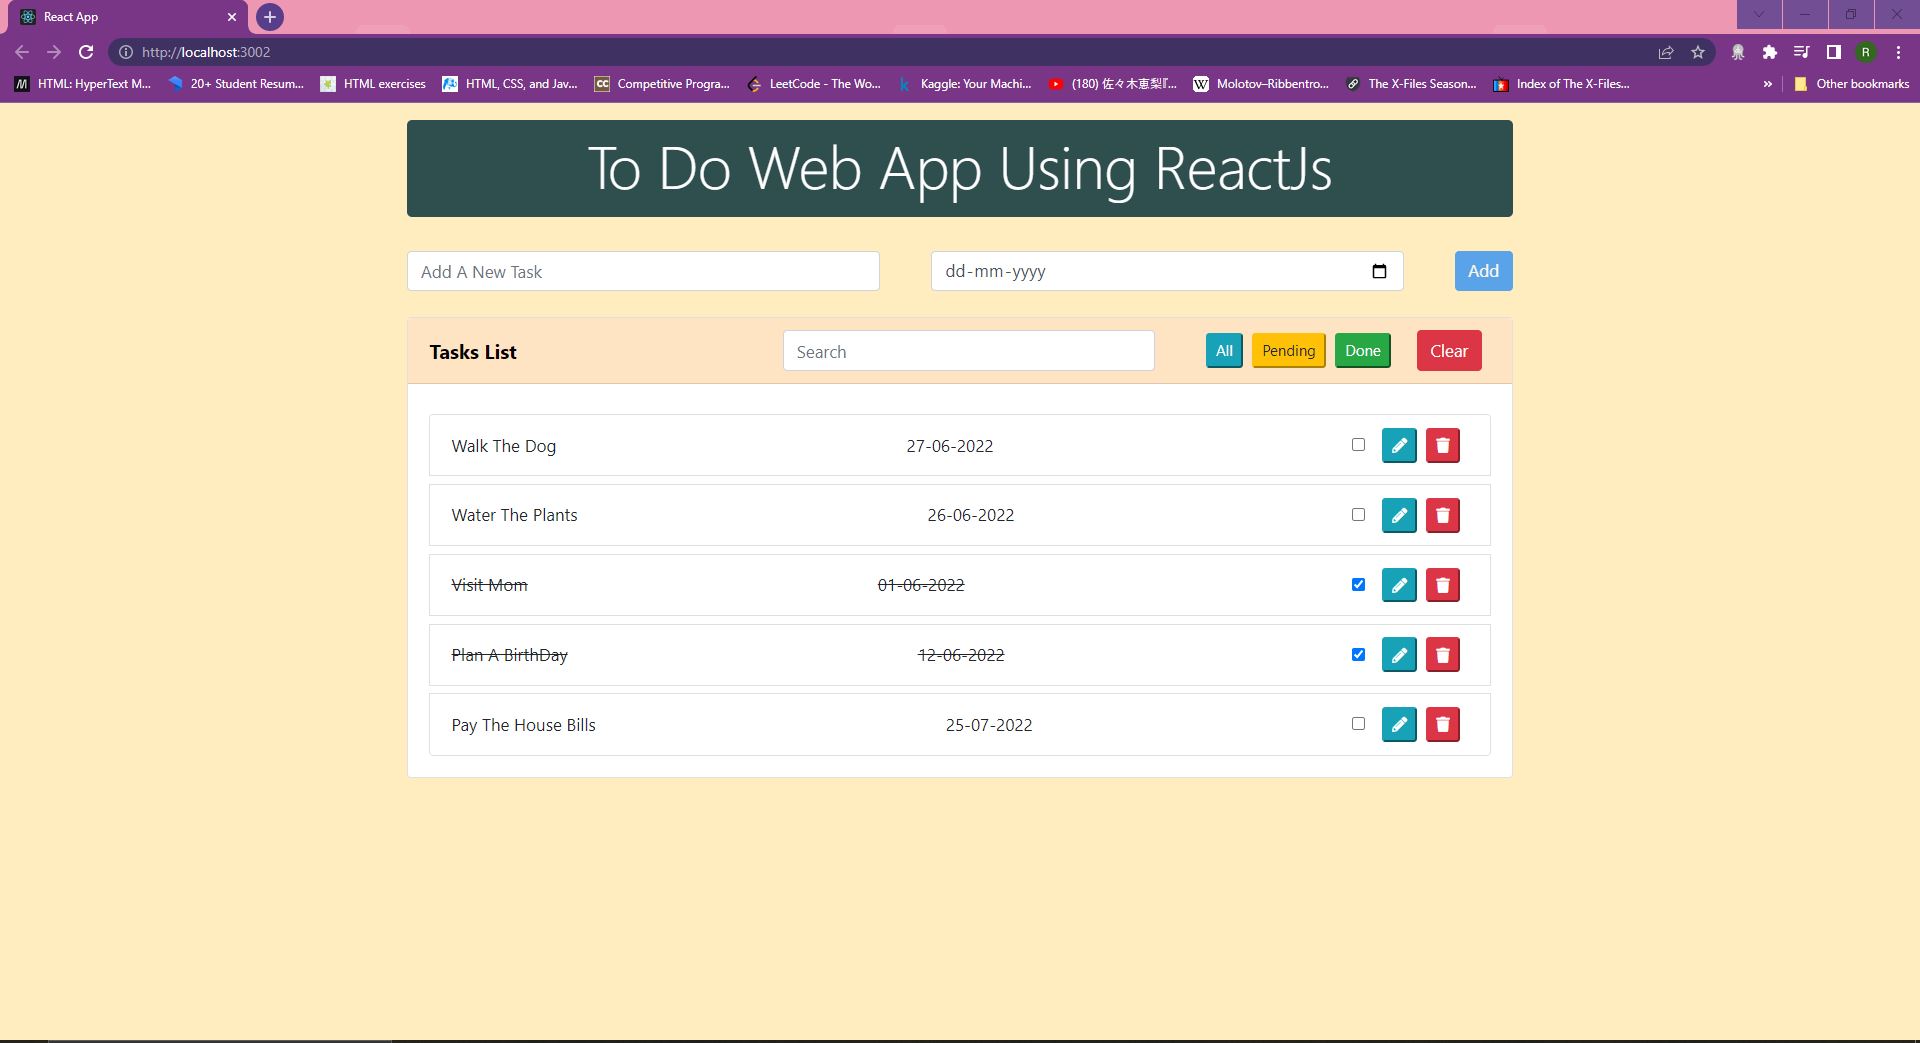 React App
http://localhost:3002
HTML: HyperText M... 20+ Student Resum... HTML exercises HTML, CSS, and Jav... Competitive Progra... LeetCode - The Wo... Kaggle: Your Machi... (180) 佐々木恵梨『... Molotov–Ribbentro... The X-Files Season... Index of The X-Files... » Other bookmarks
To Do Web App Using ReactJs
Add A New Task dd-mm-yyyy Add
Tasks List Search All Pending Done Clear
Walk The Dog 27-06-2022
Water The Plants 26-06-2022
Visit Mom 01-06-2022
Plan A BirthDay 12-06-2022
Pay The House Bills 25-07-2022